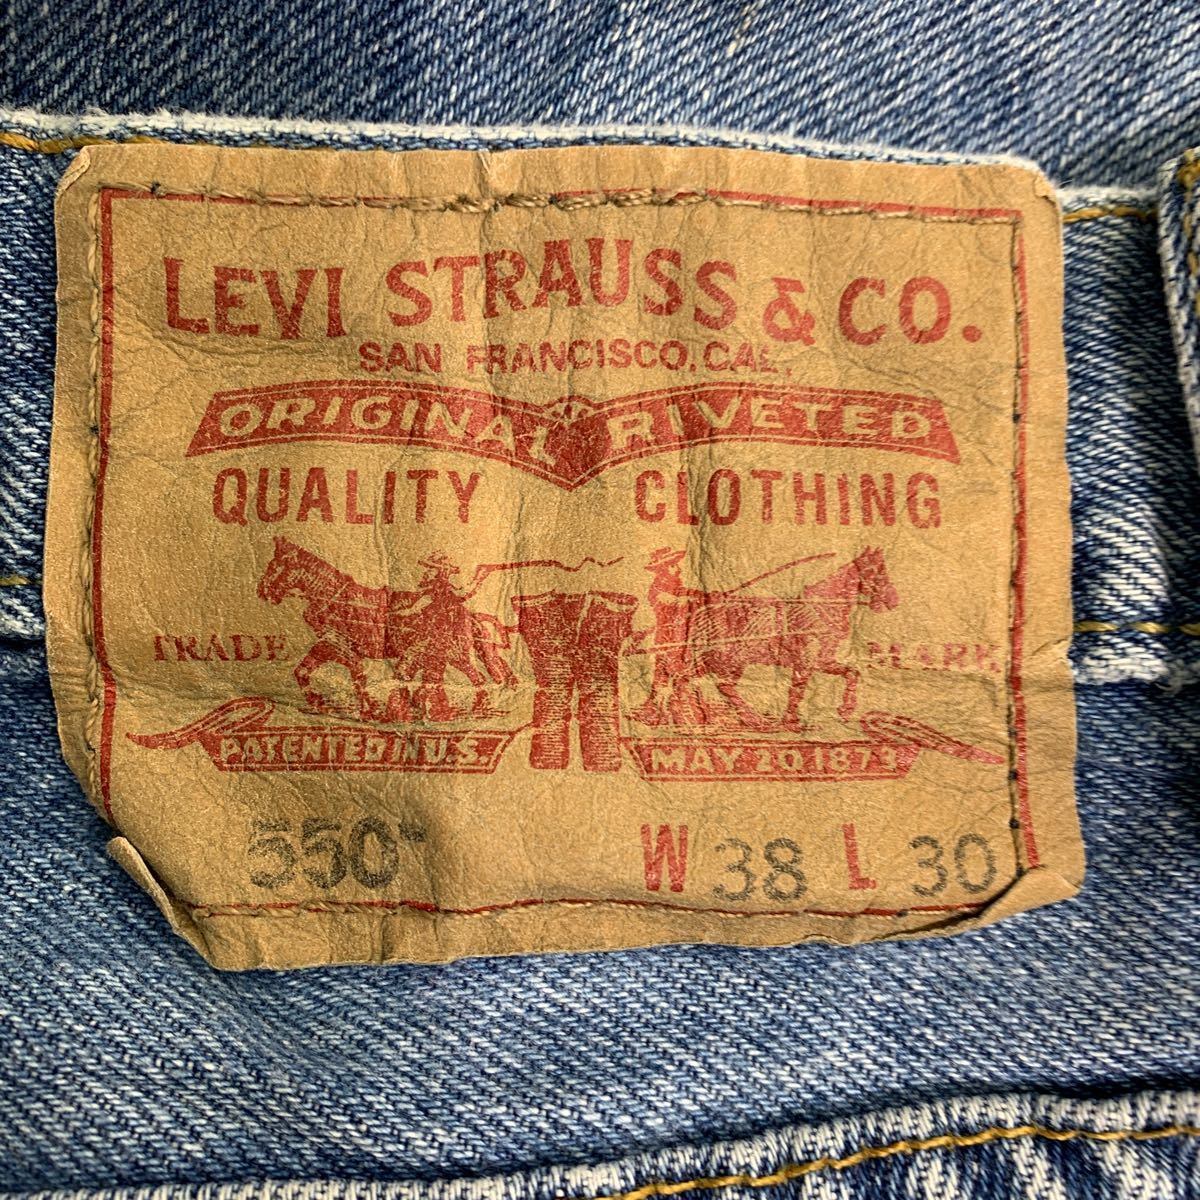 LEVI STRAUSS & CO.
SAN FRANCISCO, CAL.
ORIGINAL RIVETED
QUALITY CLOTHING
TRADE MARK
PATENTED IN U.S. MAY 20 1873
550™ W 38 L 30